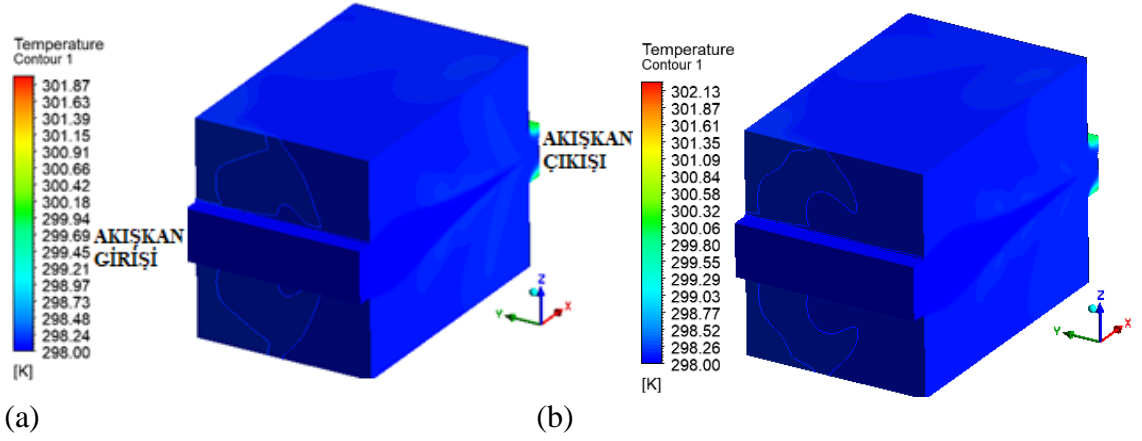 Temperature
Contour 1
301.87
301.63
301.39
301.15
300.91
300.66
300.42
300.18
299.94
299.69
299.45
299.21
298.97
298.73
298.48
298.24
298.00
[K]
AKIŞKAN
GİRİŞİ
AKIŞKAN
ÇIKIŞI
Z
Y
X
(a)
Temperature
Contour 1
302.13
301.87
301.61
301.35
301.09
300.84
300.58
300.32
300.06
299.80
299.55
299.29
299.03
298.77
298.52
298.26
298.00
[K]
Z
Y
X
(b)